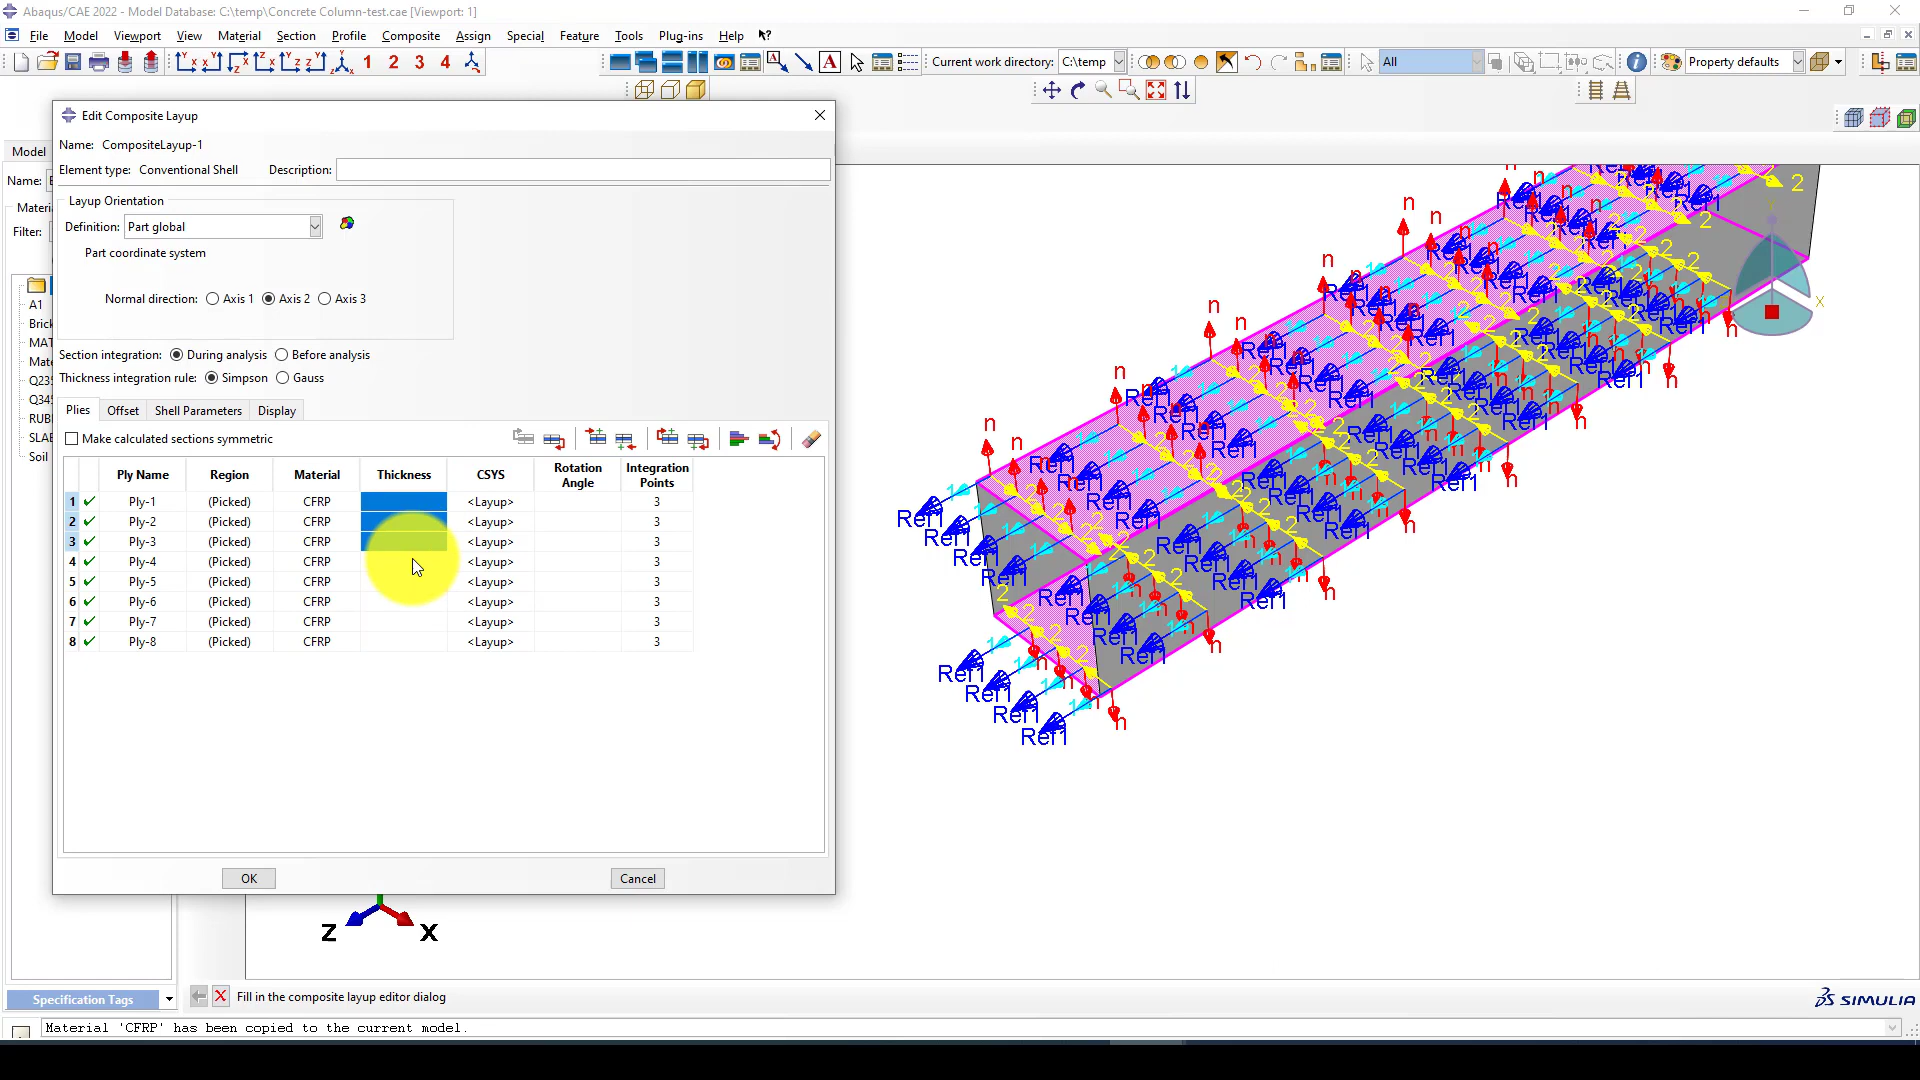 Abaqus/CAE 2022 - Model Database: C:\temp\Concrete Column-test.cae [Viewport: 1]
File Model Viewport View Material Section Profile Composite Assign Special Feature Tools Plug-ins Help
1 2 3 4 A Current work directory: C:\temp All Property defaults
Edit Composite Layup
Model
Name: CompositeLayup-1
Element type: Conventional Shell Description:
Name:
Layup Orientation
Filter:
Definition: Part global
Part coordinate system
Normal direction: Axis 1 Axis 2 Axis 3
A1
Section integration: During analysis Before analysis
Thickness integration rule: Simpson Gauss
Plies Offset Shell Parameters Display
Make calculated sections symmetric
Soil
Ply Name Region Material Thickness CSYS Rotation Angle Integration Points
1 Ply-1 (Picked) CFRP <Layup> 3
2 Ply-2 (Picked) CFRP <Layup> 3
3 Ply-3 (Picked) CFRP <Layup> 3
4 Ply-4 (Picked) CFRP <Layup> 3
5 Ply-5 (Picked) CFRP <Layup> 3
6 Ply-6 (Picked) CFRP <Layup> 3
7 Ply-7 (Picked) CFRP <Layup> 3
8 Ply-8 (Picked) CFRP <Layup> 3
OK Cancel
Z X
Specification Tags
Fill in the composite layup editor dialog
SIMULIA
Material 'CFRP' has been copied to the current model.